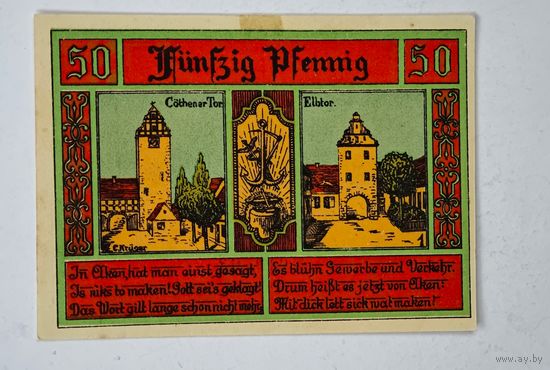 50 Fünfzig Pfennig 50
Cöthener Tor.
Elbtor.
C. Krüger
In Aken hat man einst gesagt,
Is niks to maken! Gott sei's geklagt!
Das Wort gilt lange schon nicht mehr,
Es blühn Gewerbe und Verkehr.
Drum heißt es jetzt von Aken:
Mit dick lett sick wat maken!
www.ay.by